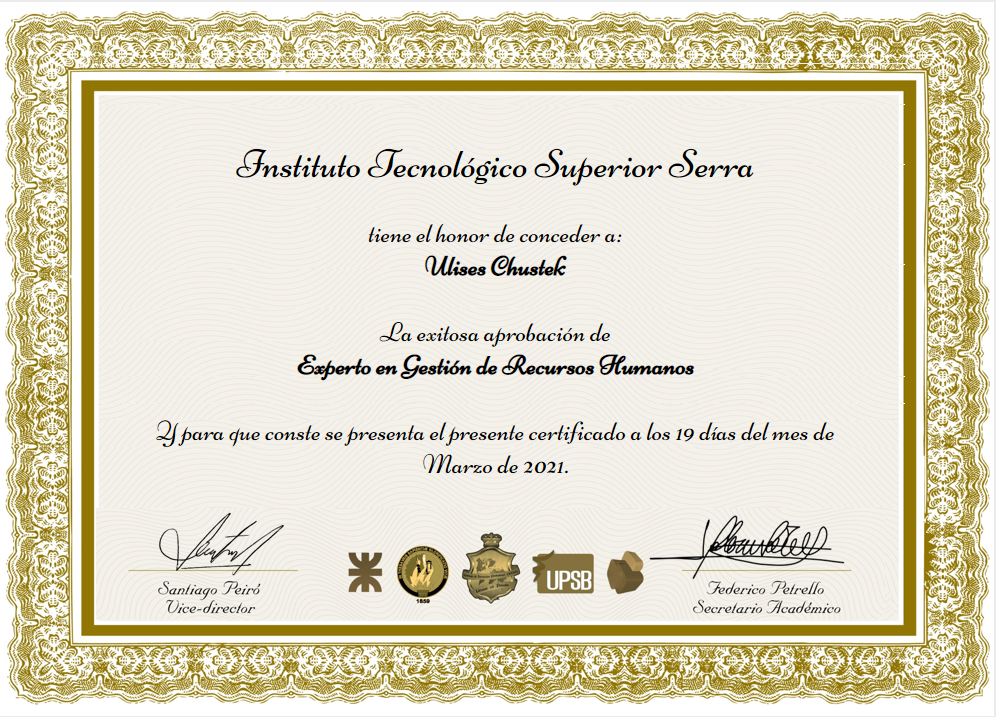 Instituto Tecnológico Superior Serra
tiene el honor de conceder a:
Ulises Chustek
La exitosa aprobación de
Experto en Gestión de Recursos Humanos
Y para que conste se presenta el presente certificado a los 19 días del mes de
Marzo de 2021.
Santiago Peiró
Vice-director
1859
UPSB
Federico Petrello
Secretario Académico